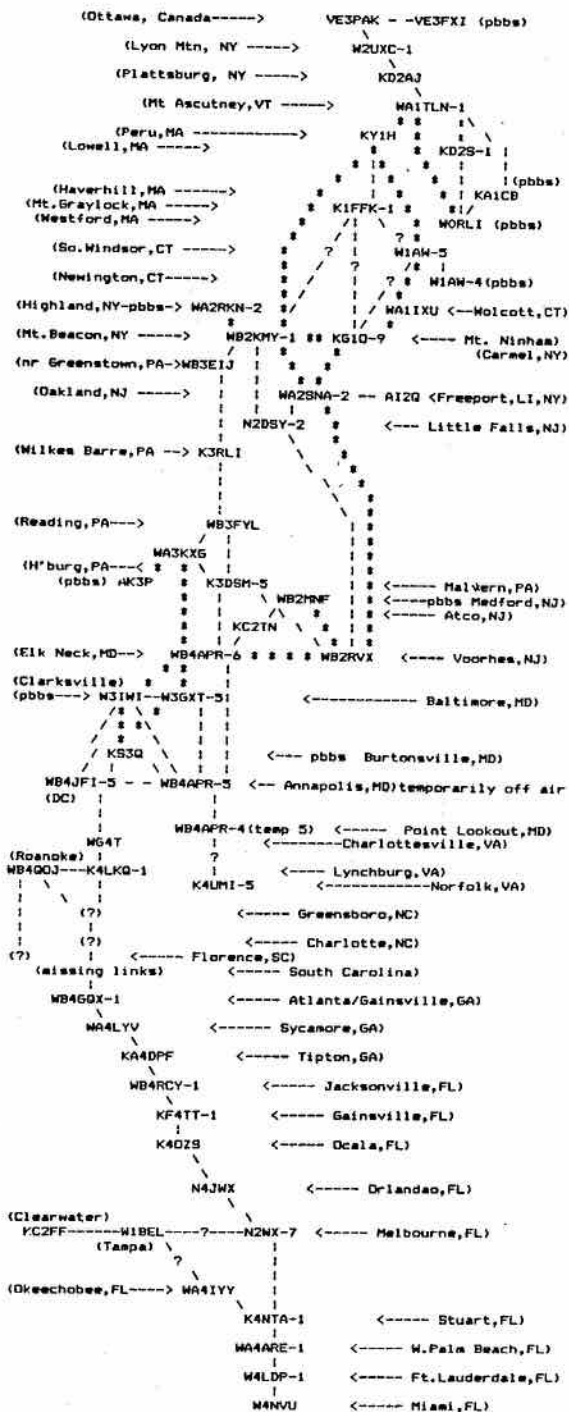 (Ottawa, Canada-----> VE3PAK - -VE3FXI (pbbs)
(Lyon Mtn, NY -----> W2UXC-1
(Plattsburg, NY -----> KD2AJ
(Mt Ascutney,VT -----> WA1TLN-1
(Peru,MA ------------> KY1H
(Lowell,MA -----> KD2S-1
(pbbs)
(Haverhill,MA -----> KA1CB
(Mt.Graylock,MA -----> K1FFK-1
(Westford,MA -----> WORLI (pbbs)
(So.Windsor,CT -----> ? ? W1AW-5
(Newington,CT-----> ? ? W1AW-4(pbbs)
(Highland,NY-pbbs-> WA2RKN-2 WA1IXU <--Wolcott,CT)
(Mt.Beacon,NY -----> WB2KMY-1 ** KG1O-9 <---- Mt. Ninham)
(Carmel,NY)
(nr Greenstown,PA->WB3EIJ
(Oakland,NJ -----> WA2SNA-2 -- AI2Q <Freeport,LI,NY)
N2DSY-2 <--- Little Falls,NJ)
(Wilkes Barre,PA --> K3RLI
(Reading,PA---> WB3FYL
WA3KXG
(H'burg,PA---<
(pbbs) AK3P K3DSM-5 <----- Malvern,PA)
WB2MNF <----pbbs Medford,NJ)
KC2TN <----- Atco,NJ)
(Elk Neck,MD--> WB4APR-6 * * * * WB2RVX <---- Voorhes,NJ)
(Clarksville)
(pbbs---> W3IWI--W3GXT-5 <------------ Baltimore,MD)
KS3Q <--- pbbs Burtonsville,MD)
WB4JFI-5 - - WB4APR-5 <-- Annapolis,MD)temporarily off air
(DC)
WB4APR-4(temp 5) <---- Point Lookout,MD)
WG4T <---------Charlottesville,VA)
(Roanoke) ?
WB4QOJ---K4LKQ-1 <----- Lynchburg,VA)
K4UMI-5 <---------Norfolk,VA)
(?) <----- Greensboro,NC)
(?) <----- Charlotte,NC)
(?) <----- Florence,SC)
(missing links) <----- South Carolina)
WB4GQX-1 <----- Atlanta/Gainsville,GA)
WA4LYV <------ Sycamore,GA)
KA4DPF <----- Tipton,GA)
WB4RCY-1 <----- Jacksonville,FL)
KF4TT-1 <----- Gainsville,FL)
K4OZS <----- Ocala,FL)
N4JWX <----- Orlandao,FL)
(Clearwater)
KC2FF------W1BEL----?---N2WX-7 <----- Melbourne,FL)
(Tampa)
?
(Okeechobee,FL----> WA4IYY
K4NTA-1 <----- Stuart,FL)
WA4ARE-1 <----- W.Palm Beach,FL)
W4LDP-1 <----- Ft.Lauderdale,FL)
W4NVU <----- Miami,FL)